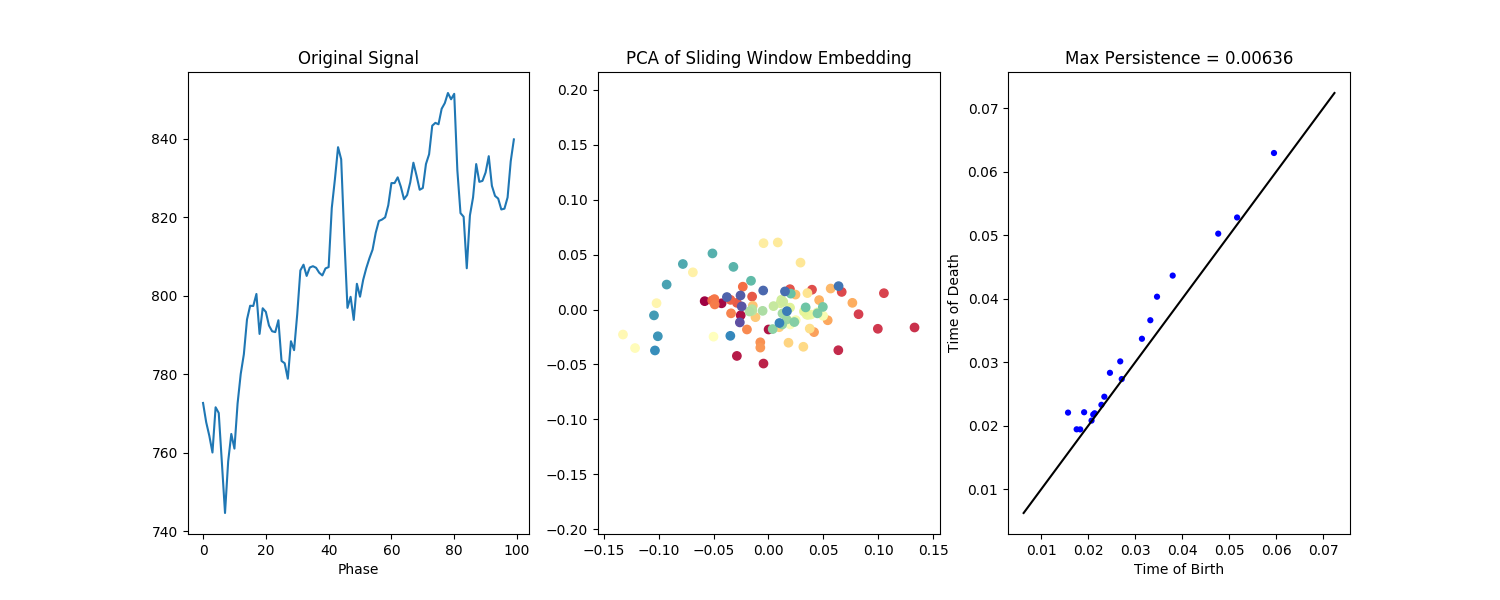 Original Signal
840
820
800
780
760
740
0 20 40 60 80 100
Phase
PCA of Sliding Window Embedding
0.20
0.15
0.10
0.05
0.00
−0.05
−0.10
−0.15
−0.20
−0.15 −0.10 −0.05 0.00 0.05 0.10 0.15
Max Persistence = 0.00636
Time of Death
0.07
0.06
0.05
0.04
0.03
0.02
0.01
0.01 0.02 0.03 0.04 0.05 0.06 0.07
Time of Birth